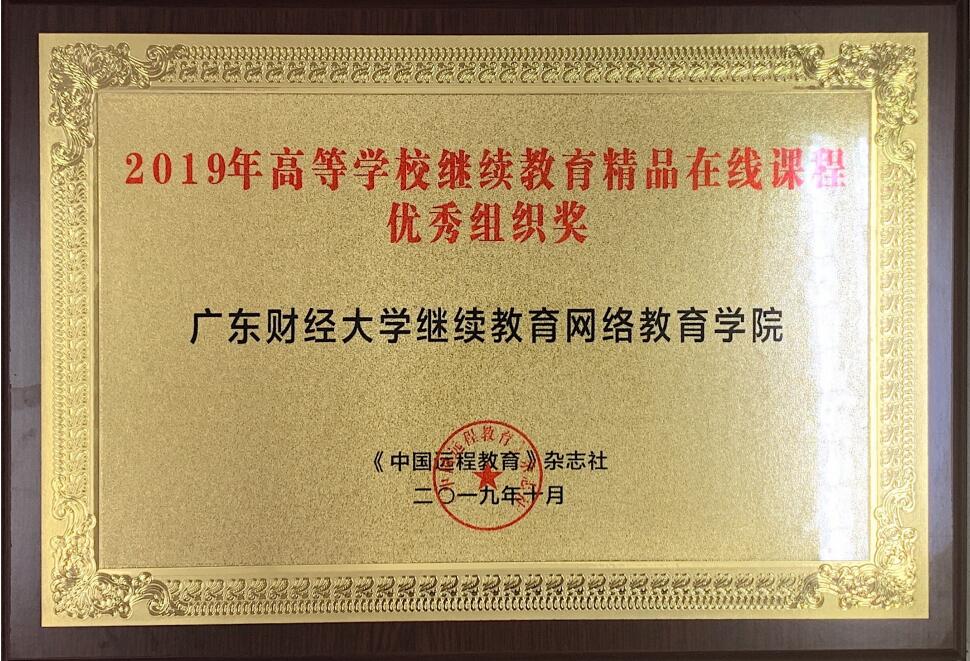 2019年高等学校继续教育精品在线课程
优秀组织奖
广东财经大学继续教育网络教育学院
《中国远程教育》杂志社
二〇一九年十月